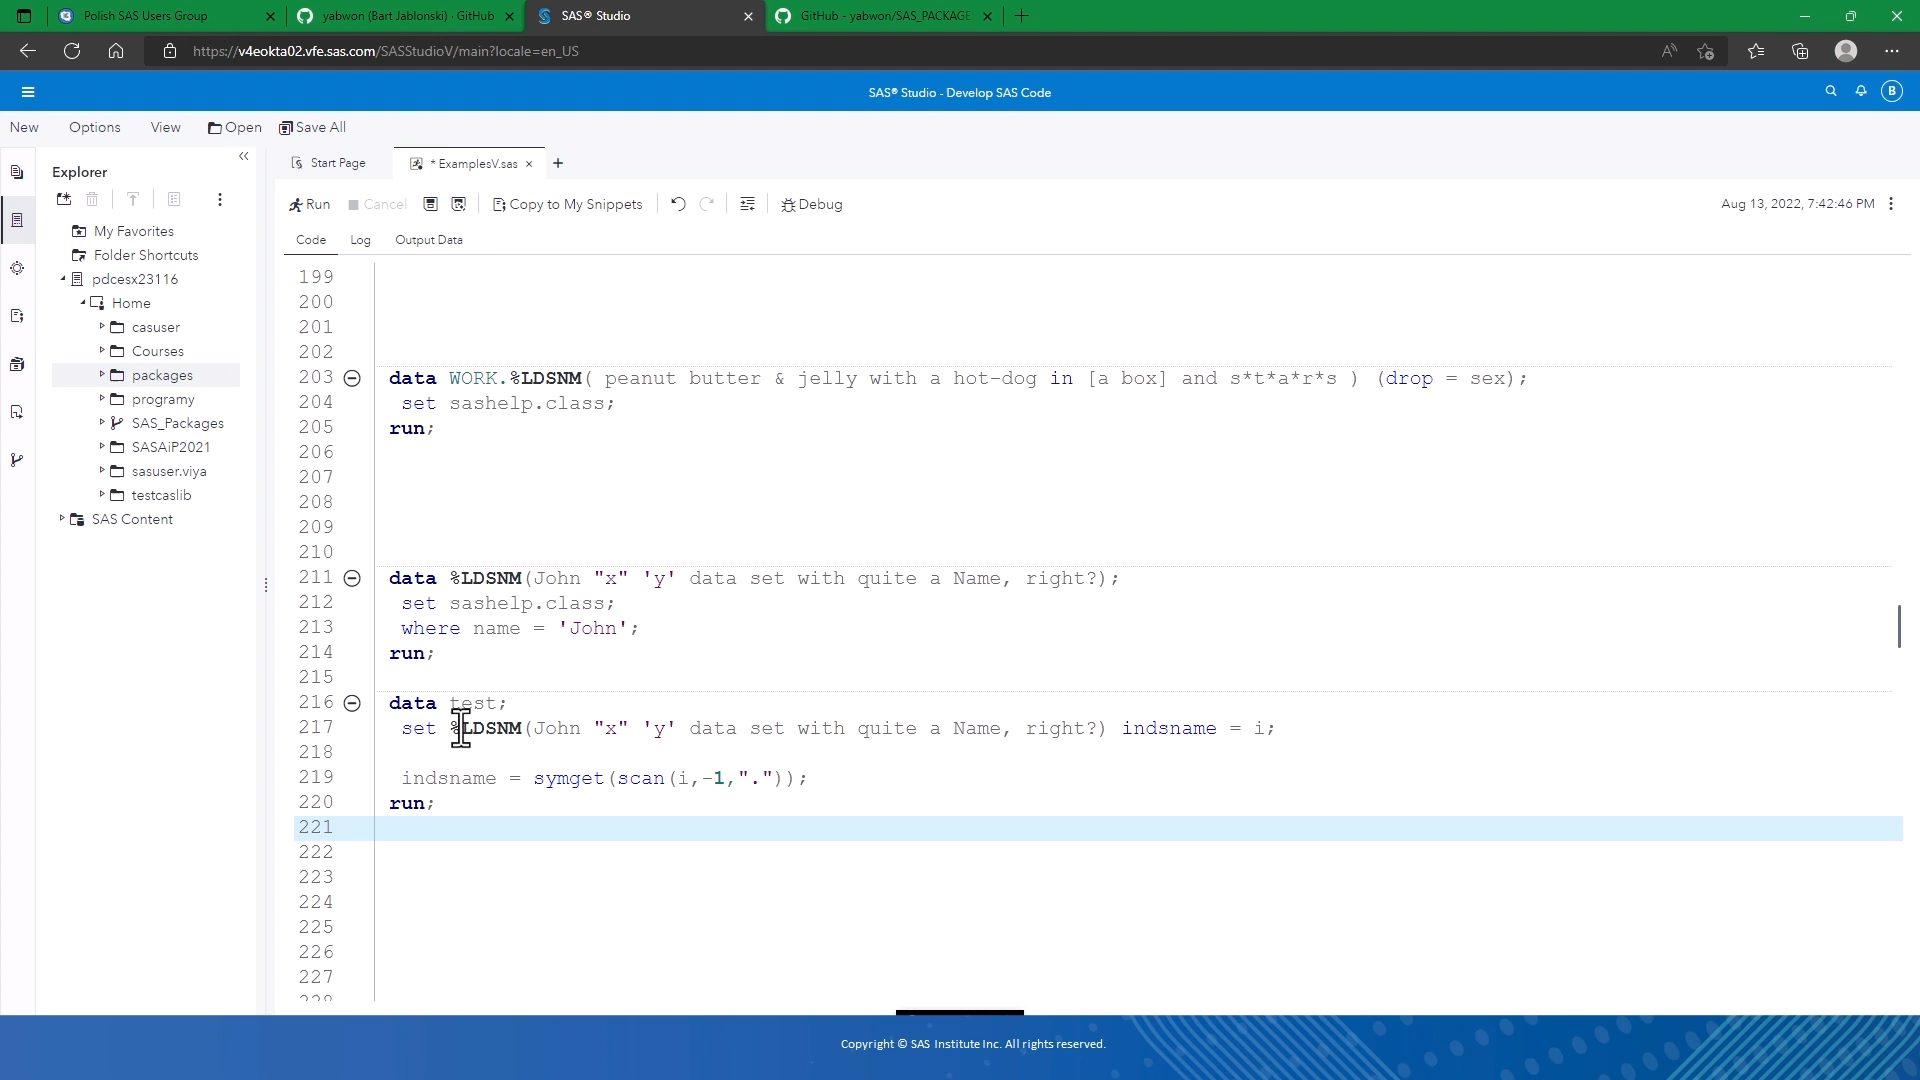 Polish SAS Users Group
yabwon (Bart Jablonski) · GitHub
SAS® Studio
GitHub - yabwon/SAS_PACKAGE
https://v4eokta02.vfe.sas.com/SASStudioV/main?locale=en_US
SAS® Studio - Develop SAS Code
B
New Options View Open Save All
Explorer
Start Page
* ExamplesV.sas
Run Cancel Copy to My Snippets Debug
Aug 13, 2022, 7:42:46 PM
Code Log Output Data
My Favorites
Folder Shortcuts
pdcesx23116
Home
casuser
Courses
packages
programy
SAS_Packages
SASAiP2021
sasuser.viya
testcaslib
SAS Content
199
200
201
202
203 data WORK.%LDSNM( peanut butter & jelly with a hot-dog in [a box] and s*t*a*r*s ) (drop = sex);
204 set sashelp.class;
205 run;
206
207
208
209
210
211 data %LDSNM(John "x" 'y' data set with quite a Name, right?);
212 set sashelp.class;
213 where name = 'John';
214 run;
215
216 data test;
217 set %LDSNM(John "x" 'y' data set with quite a Name, right?) indsname = i;
218
219 indsname = symget(scan(i,-1,"."));
220 run;
221
222
223
224
225
226
227
Copyright © SAS Institute Inc. All rights reserved.